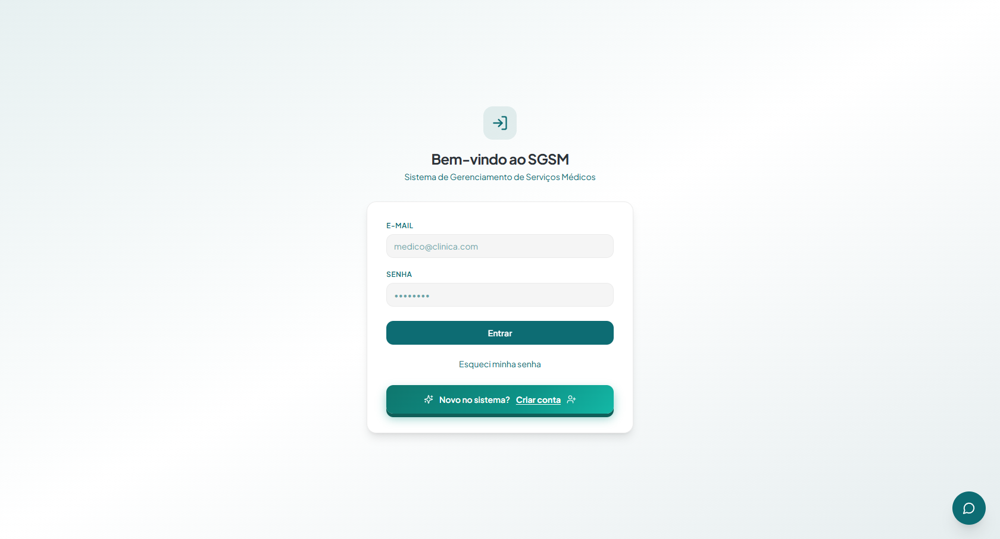 Bem-vindo ao SGSM
Sistema de Gerenciamento de Serviços Médicos
E-MAIL
medico@clinica.com
SENHA
••••••••
Entrar
Esqueci minha senha
Novo no sistema? Criar conta